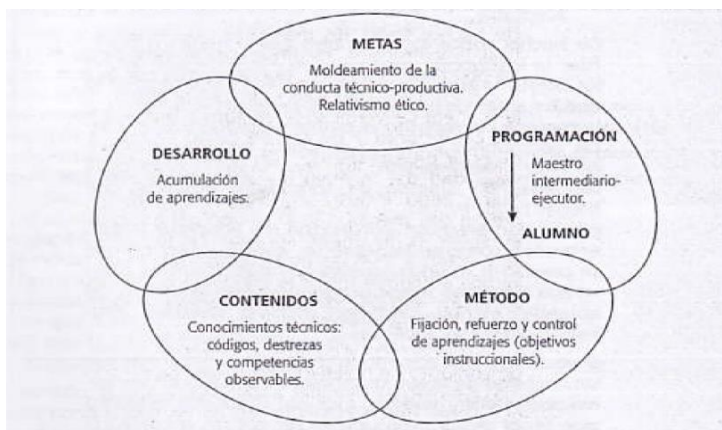 METAS
Moldeamiento de la
conducta técnico-productiva.
Relativismo ético.
DESARROLLO
Acumulación
de aprendizajes.
PROGRAMACIÓN
Maestro
intermediario-
ejecutor.
ALUMNO
CONTENIDOS
Conocimientos técnicos:
códigos, destrezas
y competencias
observables.
MÉTODO
Fijación, refuerzo y control
de aprendizajes (objetivos
instruccionales).